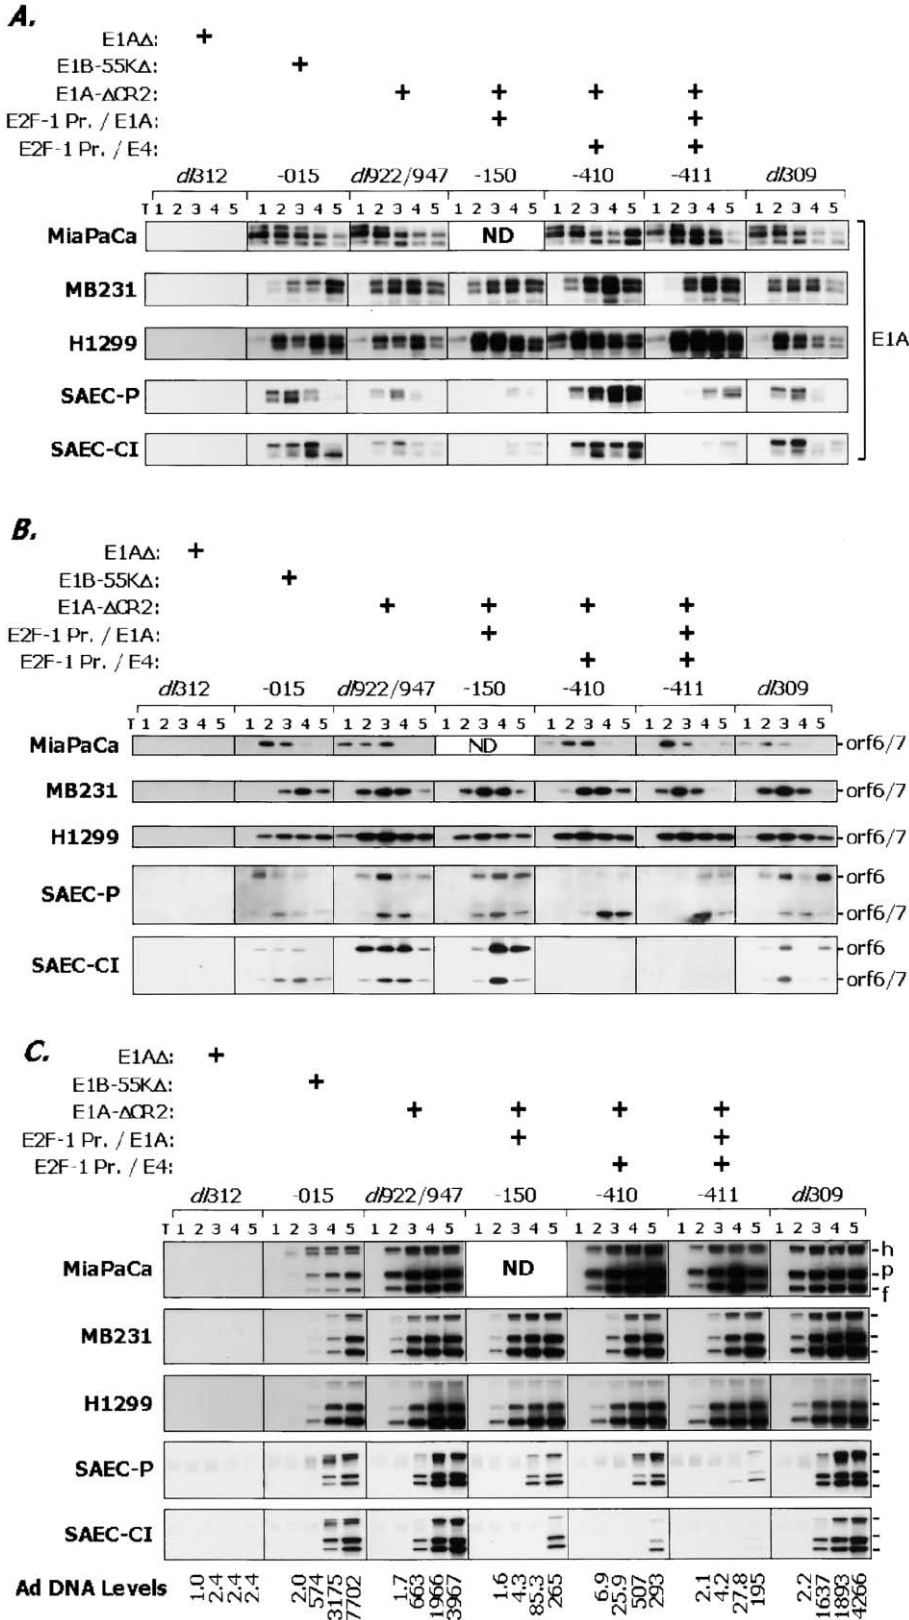 A.
E1AΔ: +
E1B-55KΔ: +
E1A-ΔCR2: + + + +
E2F-1 Pr. / E1A: + +
E2F-1 Pr. / E4: + +
dl312 -015 dl922/947 -150 -410 -411 dl309
T 1 2 3 4 5 1 2 3 4 5 1 2 3 4 5 1 2 3 4 5 1 2 3 4 5 1 2 3 4 5 1 2 3 4 5
MiaPaCa ND
MB231
H1299 E1A
SAEC-P
SAEC-CI
B.
E1AΔ: +
E1B-55KΔ: +
E1A-ΔCR2: + + + +
E2F-1 Pr. / E1A: + +
E2F-1 Pr. / E4: + +
dl312 -015 dl922/947 -150 -410 -411 dl309
T 1 2 3 4 5 1 2 3 4 5 1 2 3 4 5 1 2 3 4 5 1 2 3 4 5 1 2 3 4 5 1 2 3 4 5
MiaPaCa ND -orf6/7
MB231 -orf6/7
H1299 -orf6/7
SAEC-P -orf6
-orf6/7
SAEC-CI -orf6
-orf6/7
C.
E1AΔ: +
E1B-55KΔ: +
E1A-ΔCR2: + + + +
E2F-1 Pr. / E1A: + +
E2F-1 Pr. / E4: + +
dl312 -015 dl922/947 -150 -410 -411 dl309
T 1 2 3 4 5 1 2 3 4 5 1 2 3 4 5 1 2 3 4 5 1 2 3 4 5 1 2 3 4 5 1 2 3 4 5
-h
MiaPaCa ND -p
f
MB231
H1299
SAEC-P
SAEC-CI
Ad DNA Levels 1.0 2.4 2.4 2.4 2.0 574 3175 7702 1.7 663 1966 3967 1.6 4.3 85.3 265 6.9 25.9 507 293 2.1 4.2 27.8 195 2.2 1637 1893 4266